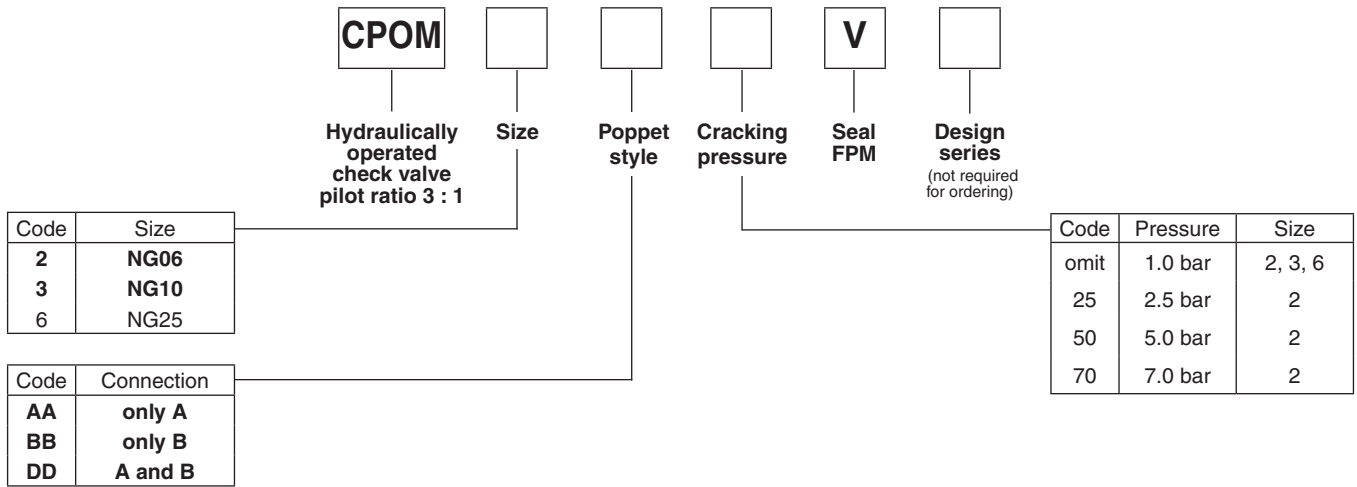 CPOM V
Hydraulically
operated
check valve
pilot ratio 3 : 1
Size
Poppet
style
Cracking
pressure
Seal
FPM
Design
series
(not required
for ordering)
Code Size
2 NG06
3 NG10
6 NG25
Code Connection
AA only A
BB only B
DD A and B
Code Pressure Size
omit 1.0 bar 2, 3, 6
25 2.5 bar 2
50 5.0 bar 2
70 7.0 bar 2